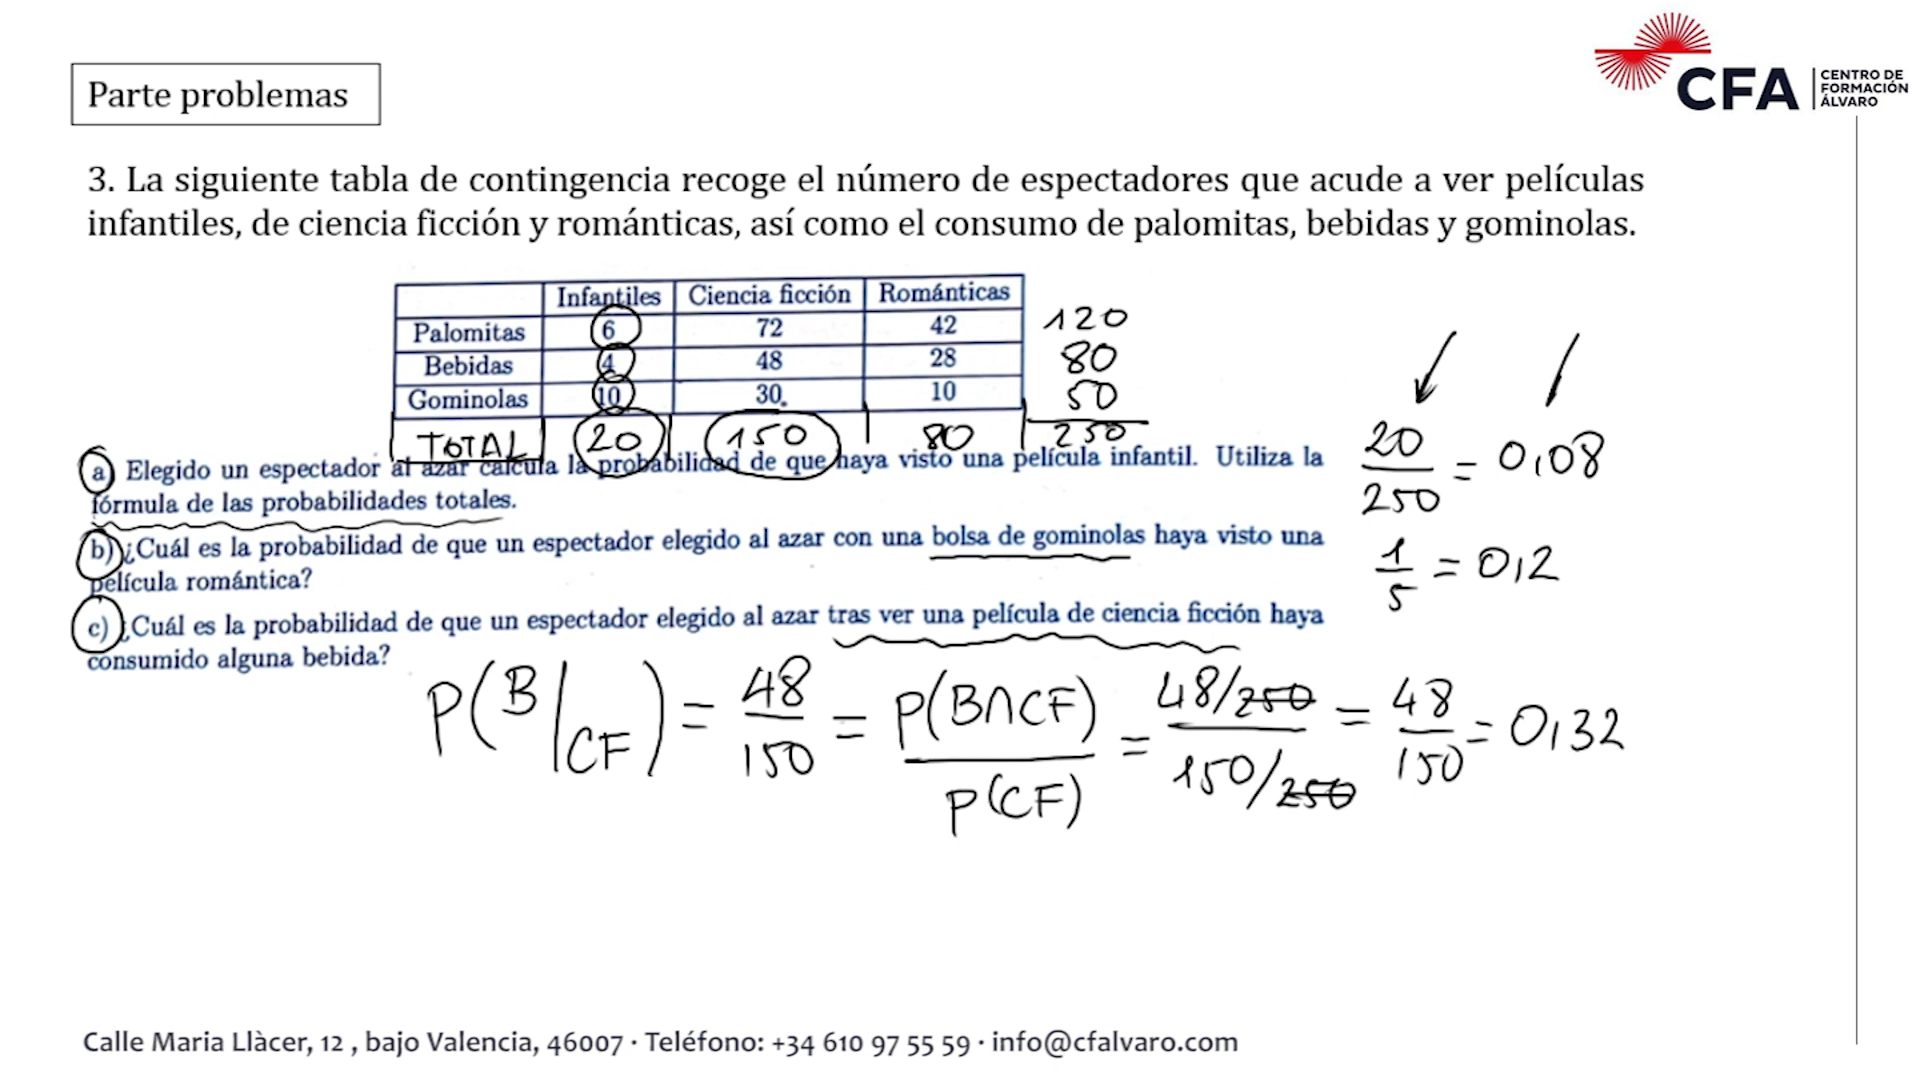 CFA CENTRO DE
FORMACIÓN
ÁLVARO
Parte problemas
3. La siguiente tabla de contingencia recoge el número de espectadores que acude a ver películas
infantiles, de ciencia ficción y románticas, así como el consumo de palomitas, bebidas y gominolas.
Infantiles Ciencia ficción Románticas
Palomitas 6 72 42 120
Bebidas 4 48 28 80
Gominolas 10 30 10 50
TOTAL 20 150 80 250
a) Elegido un espectador al azar calcula la probabilidad de que haya visto una película infantil. Utiliza la
fórmula de las probabilidades totales.
20/250 = 0,08
b) ¿Cuál es la probabilidad de que un espectador elegido al azar con una bolsa de gominolas haya visto una
película romántica?
1/5 = 0,2
c) ¿Cuál es la probabilidad de que un espectador elegido al azar tras ver una película de ciencia ficción haya
consumido alguna bebida?
P(B/CF) = 48/150 = P(B∩CF)/P(CF) = 48/250/150/250 = 48/150 = 0,32
Calle Maria Llàcer, 12 , bajo Valencia, 46007 · Teléfono: +34 610 97 55 59 · info@cfalvaro.com